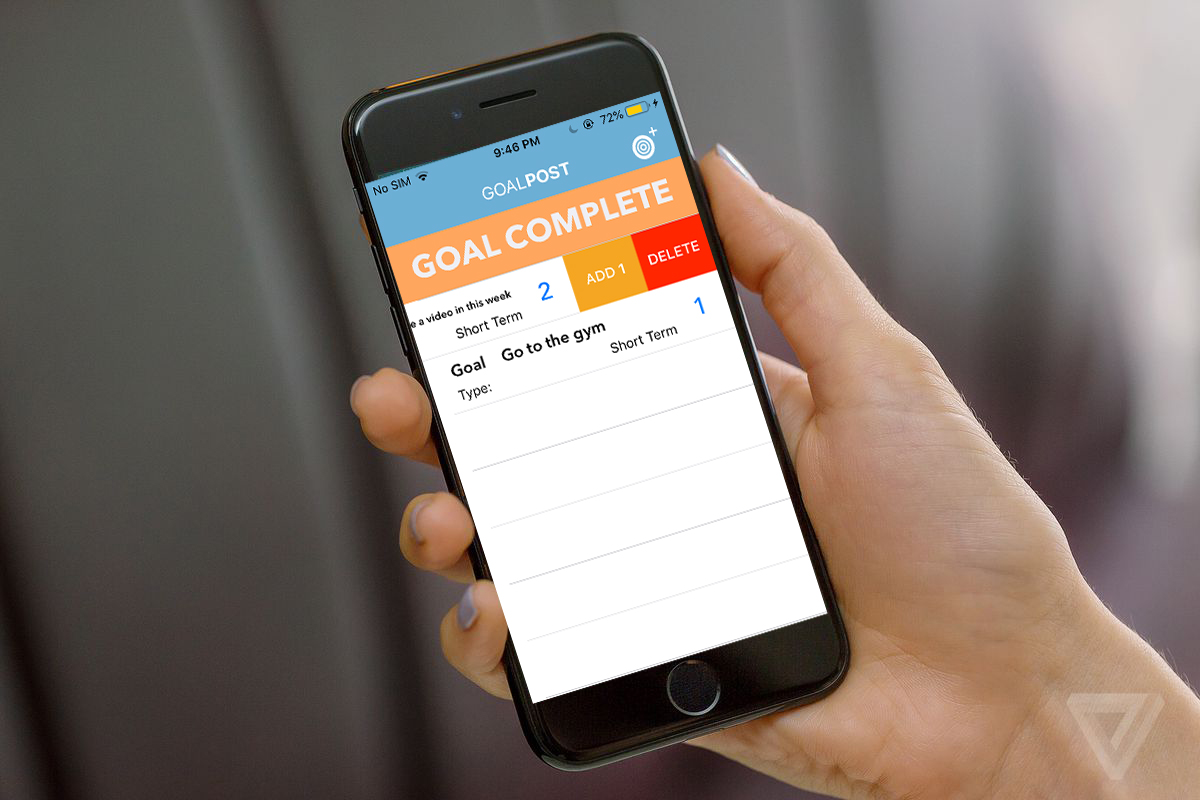 No SIM 9:46 PM 72%
GOALPOST
GOAL COMPLETE
e a video in this week 2 ADD 1 DELETE
Short Term
Goal Go to the gym 1
Type: Short Term